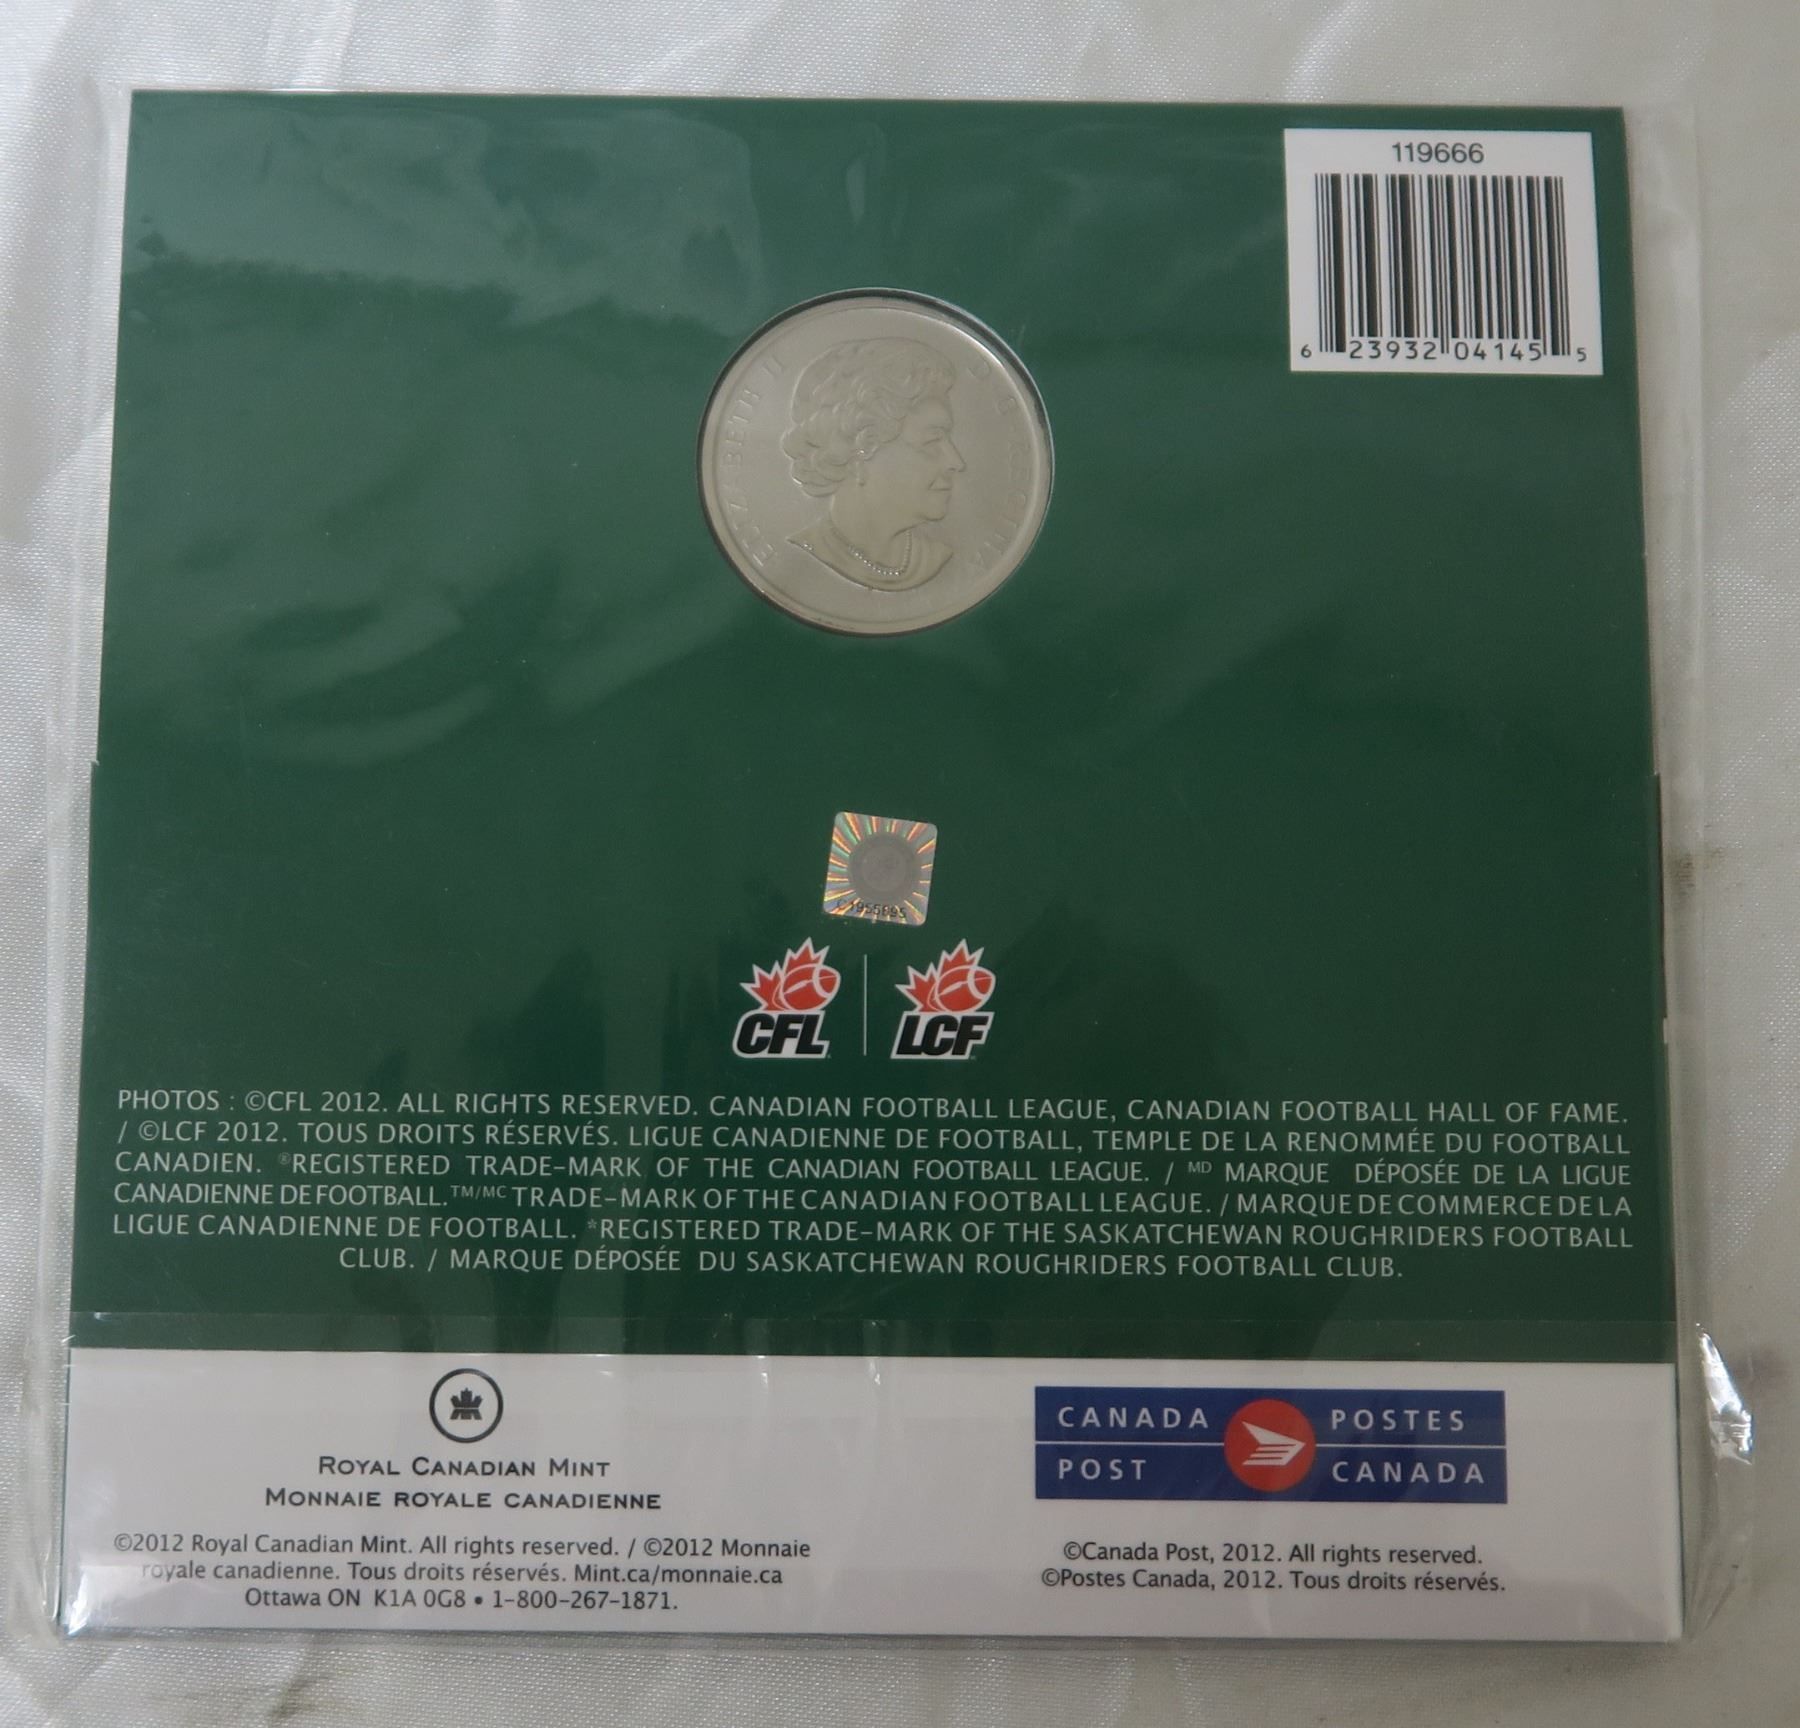 119666
6 23932 04145 5
ELIZABETH II D G REGINA
C1955695
CFL LCF
PHOTOS : ©CFL 2012. ALL RIGHTS RESERVED. CANADIAN FOOTBALL LEAGUE, CANADIAN FOOTBALL HALL OF FAME.
/ ©LCF 2012. TOUS DROITS RÉSERVÉS. LIGUE CANADIENNE DE FOOTBALL, TEMPLE DE LA RENOMMÉE DU FOOTBALL
CANADIEN. ®REGISTERED TRADE-MARK OF THE CANADIAN FOOTBALL LEAGUE. / MD MARQUE DÉPOSÉE DE LA LIGUE
CANADIENNE DE FOOTBALL. TM/MC TRADE-MARK OF THE CANADIAN FOOTBALL LEAGUE. / MARQUE DE COMMERCE DE LA
LIGUE CANADIENNE DE FOOTBALL. *REGISTERED TRADE-MARK OF THE SASKATCHEWAN ROUGHRIDERS FOOTBALL
CLUB. / MARQUE DÉPOSÉE DU SASKATCHEWAN ROUGHRIDERS FOOTBALL CLUB.
ROYAL CANADIAN MINT
MONNAIE ROYALE CANADIENNE
©2012 Royal Canadian Mint. All rights reserved. / ©2012 Monnaie
royale canadienne. Tous droits réservés. Mint.ca/monnaie.ca
Ottawa ON K1A 0G8 • 1-800-267-1871.
CANADA POSTES
POST CANADA
©Canada Post, 2012. All rights reserved.
©Postes Canada, 2012. Tous droits réservés.